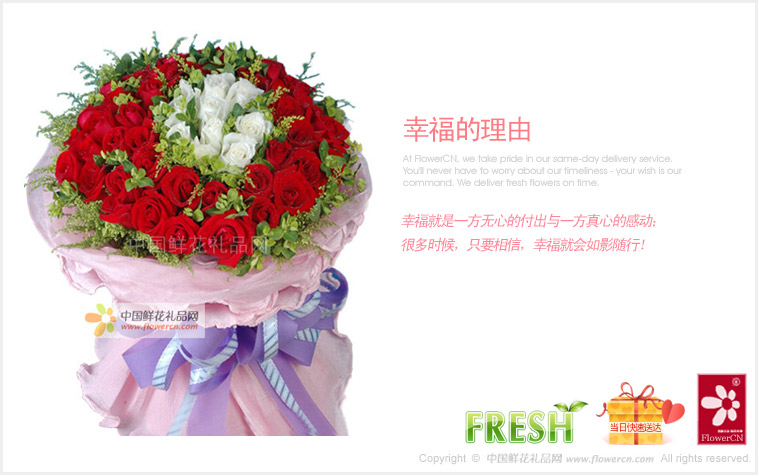 幸福的理由
At FlowerCN, we take pride in our same-day delivery service.
You'll never have to worry about our timeliness - your wish is our
command. We deliver fresh flowers on time.
幸福就是一方无心的付出与一方真心的感动;
很多时候，只要相信，幸福就会如影随行!
中国鲜花礼品网
中国鲜花礼品网
www.flowercn.com
FRESH
当日快速送达
FlowerCN
Copyright © 中国鲜花礼品网 www.flowercn.com All rights reserved.